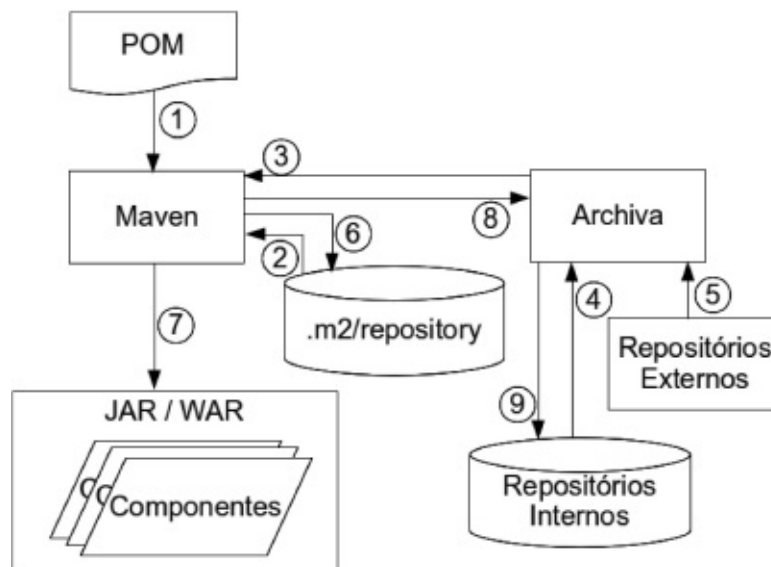 POM
1
3
Maven
8
Archiva
6
2
4
5
.m2/repository
7
Repositórios
Externos
JAR / WAR
9
Componentes
Repositórios
Internos